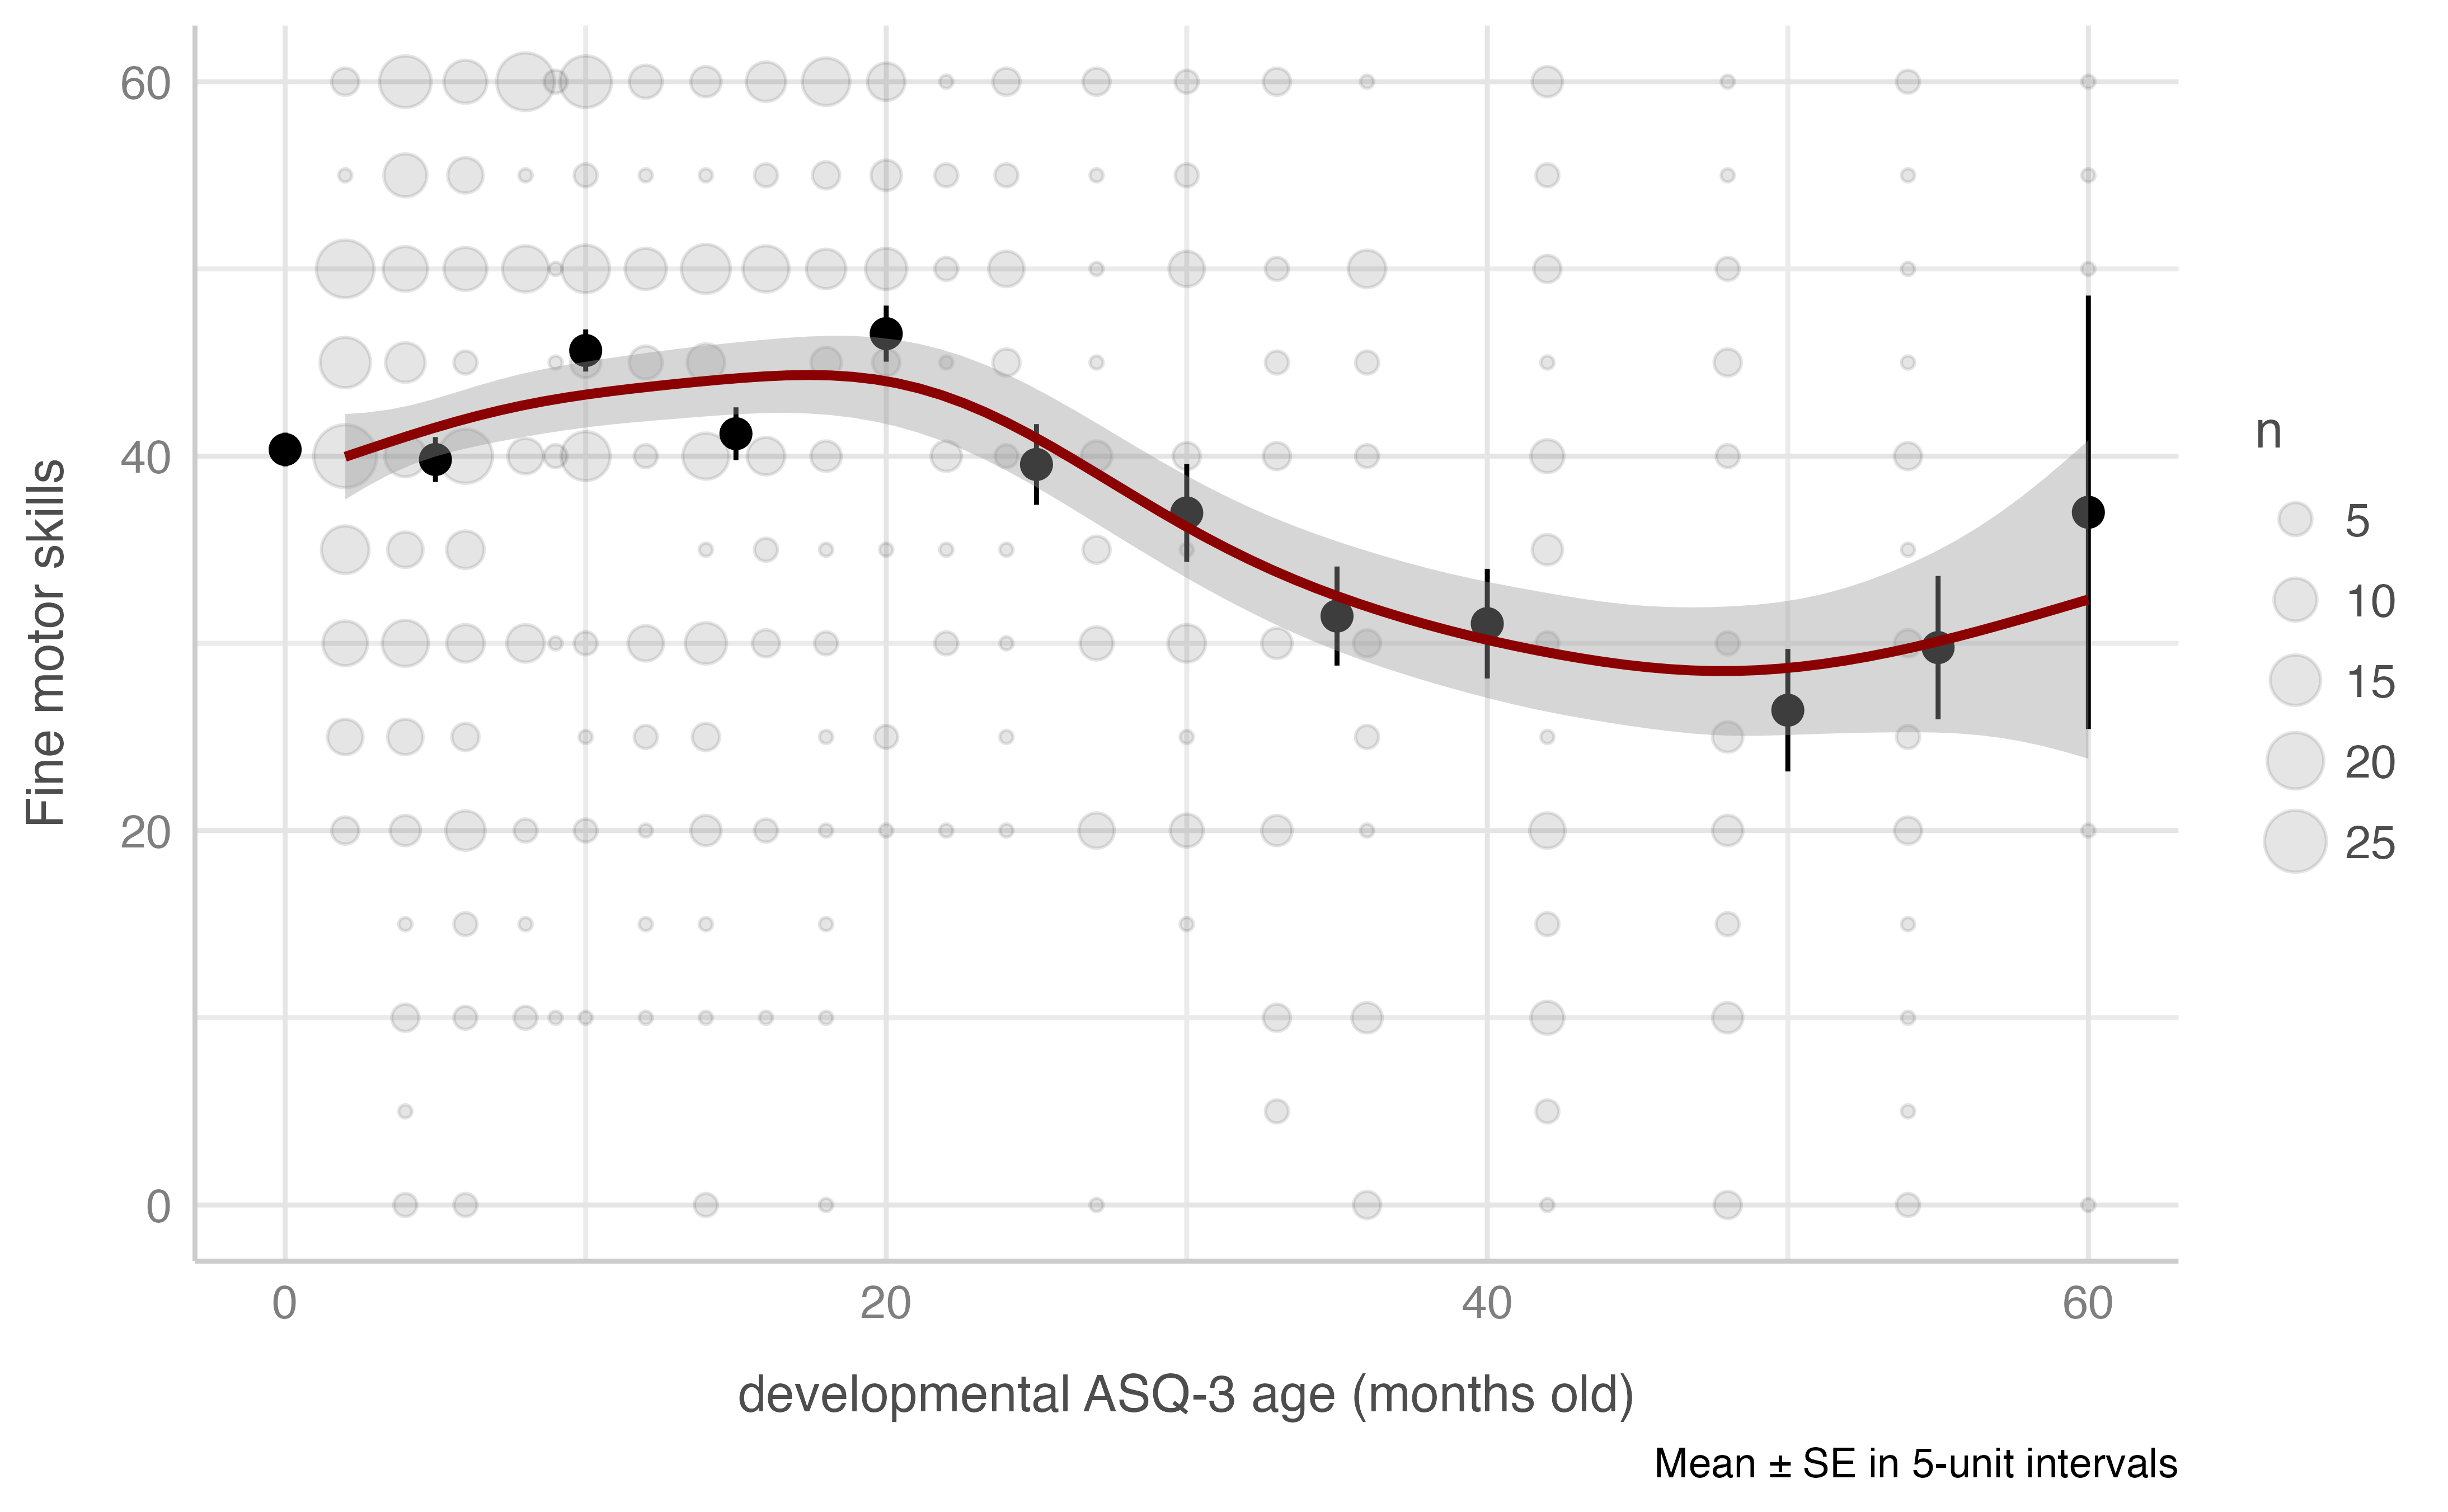 Fine motor skills
60
40
20
0
0 20 40 60
developmental ASQ-3 age (months old)
Mean ± SE in 5-unit intervals
n
5
10
15
20
25